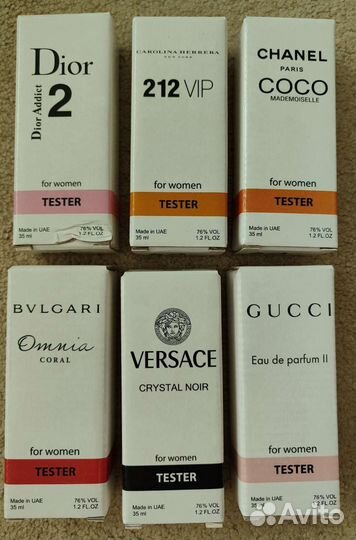 Dior
Dior Addict
2
for women
TESTER
Made in UAE 76% VOL
35 ml 1.2 FL.OZ
CAROLINA HERRERA
NEW YORK
212 VIP
for women
TESTER
Made in UAE 76% VOL
35 ml 1.2 FL.OZ
CHANEL
PARIS
COCO
MADEMOISELLE
for women
TESTER
Made in UAE 76% VOL
35 ml 1.2 FL.OZ
BVLGARI
Omnia
CORAL
for women
TESTER
Made in UAE 76% VOL
35 ml 1.2 FL.OZ
VERSACE
CRYSTAL NOIR
for women
TESTER
Made in UAE 76% VOL
35 ml 1.2 FL.OZ
GUCCI
Eau de parfum II
for women
TESTER
Made in UAE 76% VOL
35 ml 1.2 FL.OZ
Avito